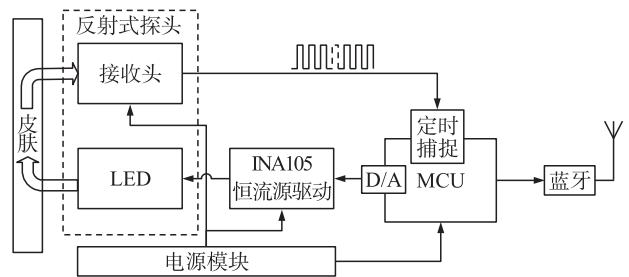 反射式探头
接收头
皮肤
定时
捕捉
LED
INA105
恒流源驱动
D/A
MCU
蓝牙
电源模块